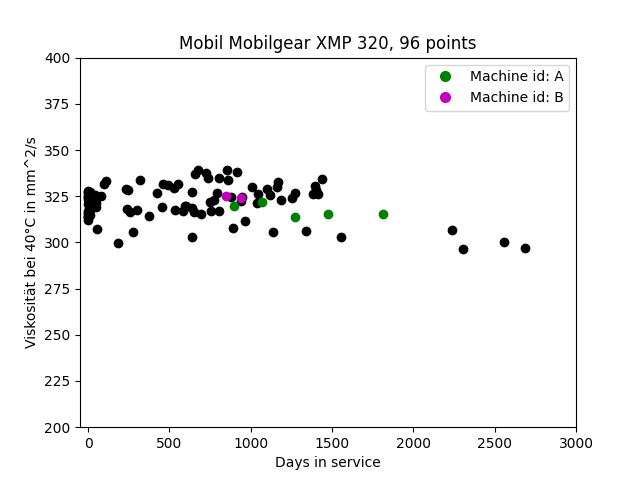 Mobil Mobilgear XMP 320, 96 points
400
375
350
325
300
275
250
225
200
Viskosität bei 40°C in mm^2/s
Machine id: A
Machine id: B
0 500 1000 1500 2000 2500 3000
Days in service